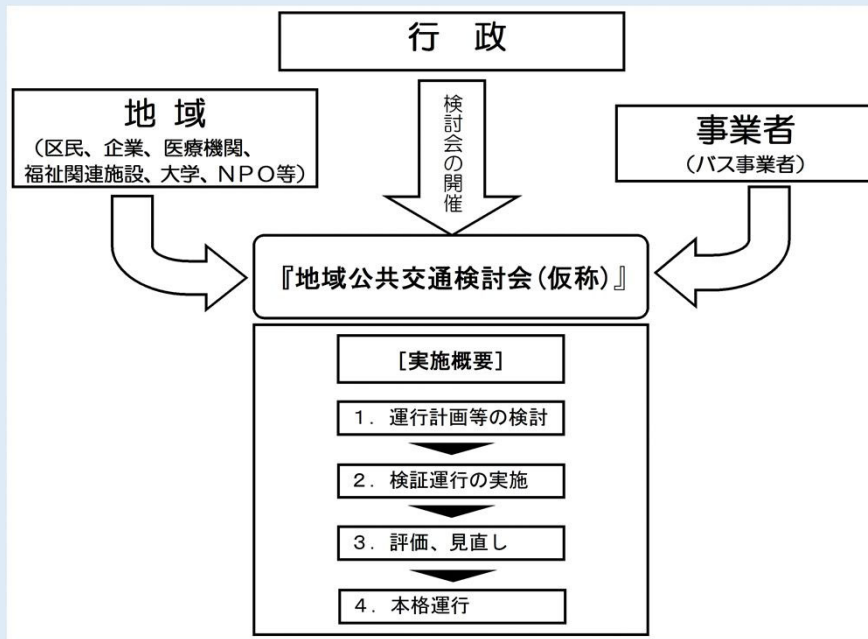 行　政
地 域
（区民、企業、医療機関、
福祉関連施設、大学、ＮＰＯ等）
検討会の開催
事業者
（バス事業者）
『地域公共交通検討会（仮称）』
［実施概要］
１．運行計画等の検討
２．検証運行の実施
３．評価、見直し
４．本格運行